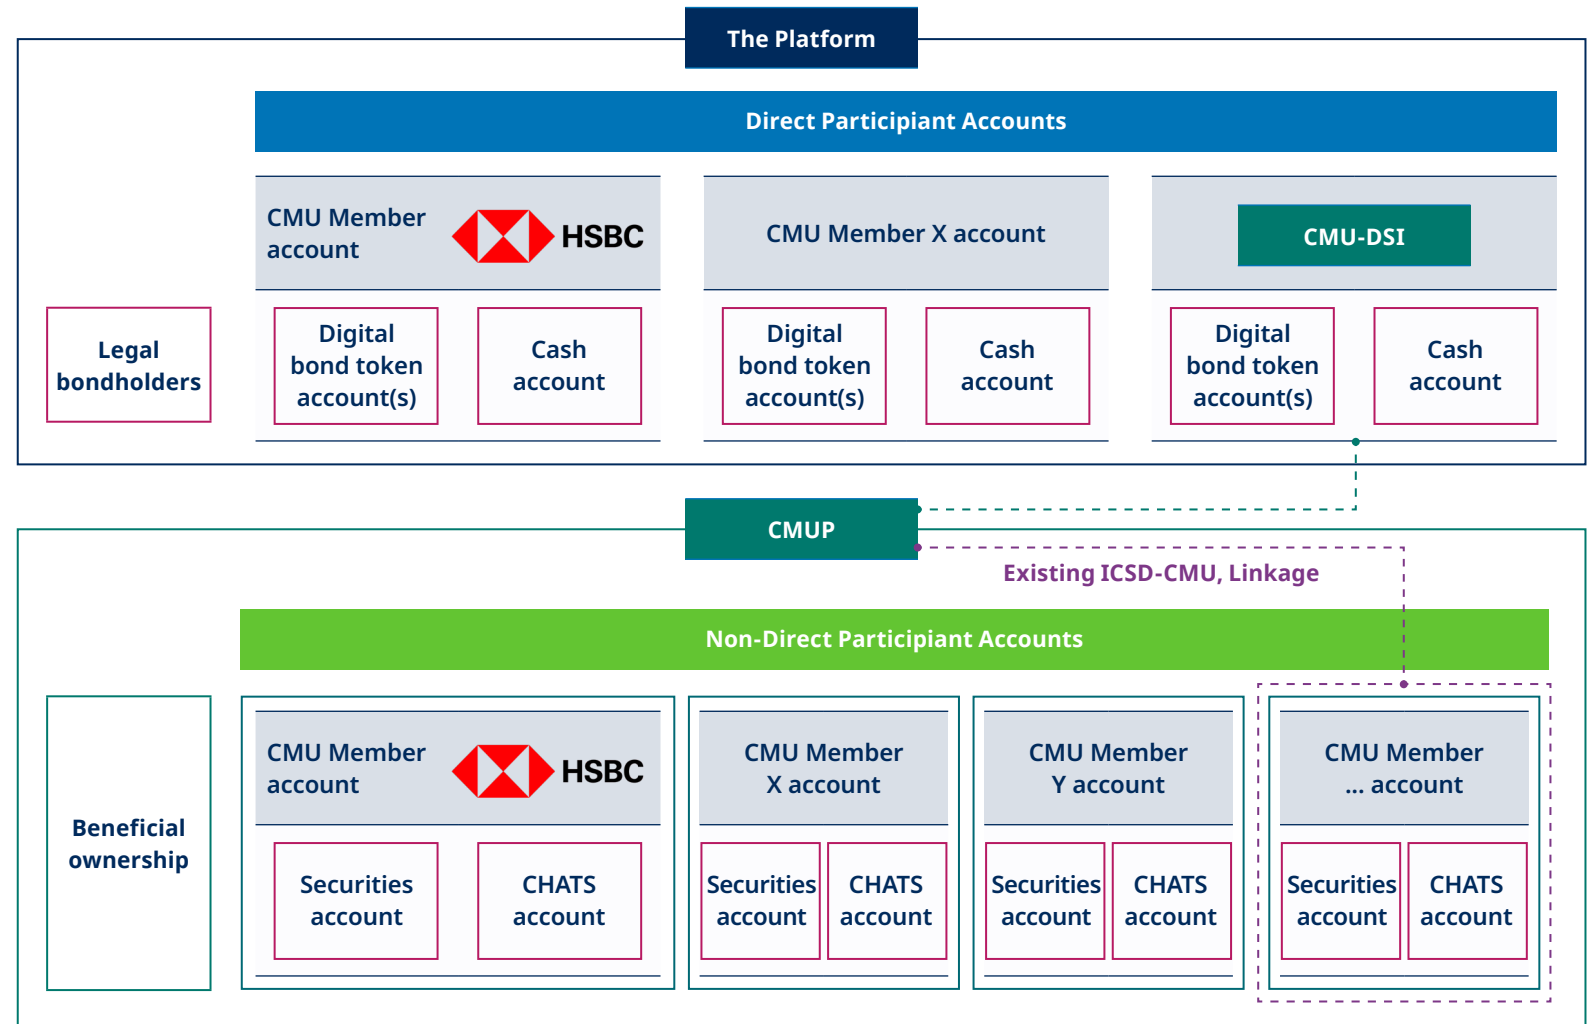 The Platform
Direct Participiant Accounts
CMU Member
account
HSBC
CMU Member X account
CMU-DSI
Legal
bondholders
Digital
bond token
account(s)
Cash
account
Digital
bond token
account(s)
Cash
account
Digital
bond token
account(s)
Cash
account
CMUP
Existing ICSD-CMU, Linkage
Non-Direct Participiant Accounts
Beneficial
ownership
CMU Member
account
HSBC
CMU Member
X account
CMU Member
Y account
CMU Member
... account
Securities
account
CHATS
account
Securities
account
CHATS
account
Securities
account
CHATS
account
Securities
account
CHATS
account